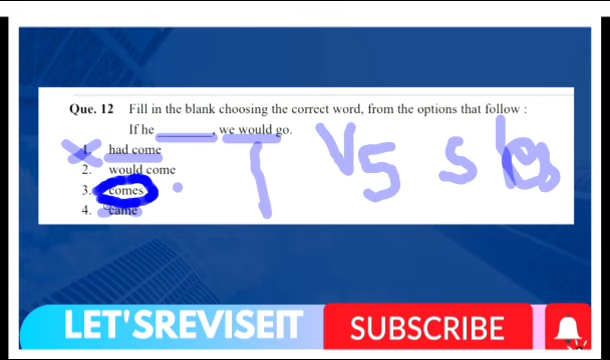 Que. 12 Fill in the blank choosing the correct word, from the options that follow :
If he ________, we would go.
1. had come
2. would come
3. comes
4. came
LET'SREVISEIT SUBSCRIBE